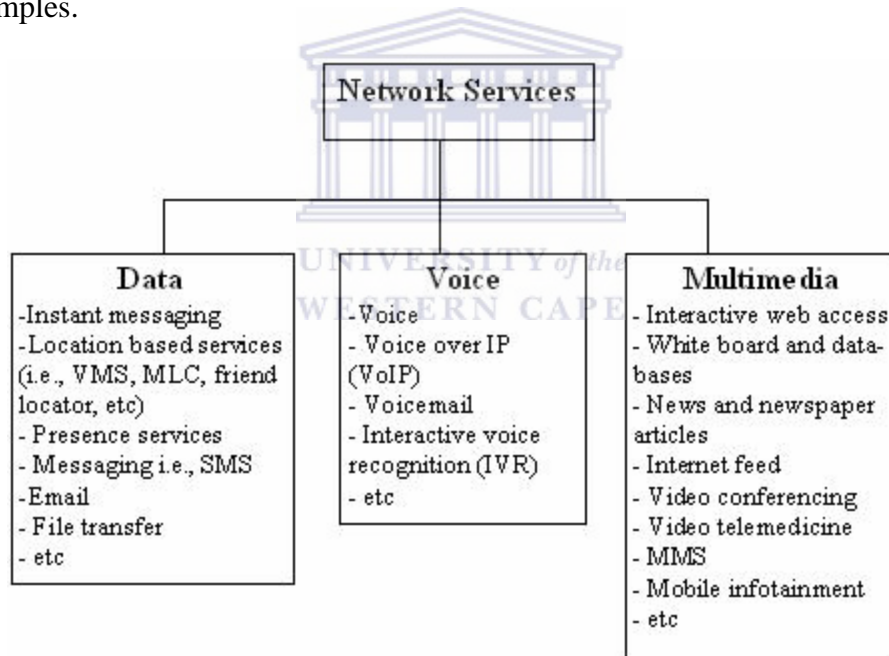 mples.
Network Services
UNIVERSITY of the
WESTERN CAPE
Data
-Instant messaging
-Location based services
(i.e., VMS, MLC, friend
locator, etc)
- Presence services
- Messaging i.e., SMS
-Email
- File transfer
- etc
Voice
-Voice
- Voice over IP
(VoIP)
- Voicemail
- Interactive voice
recognition (IVR)
- etc
Multimedia
- Interactive web access
- White board and data-
bases
- News and newspaper
articles
- Internet feed
- Video conferencing
- Video telemedicine
- MMS
- Mobile infotainment
- etc